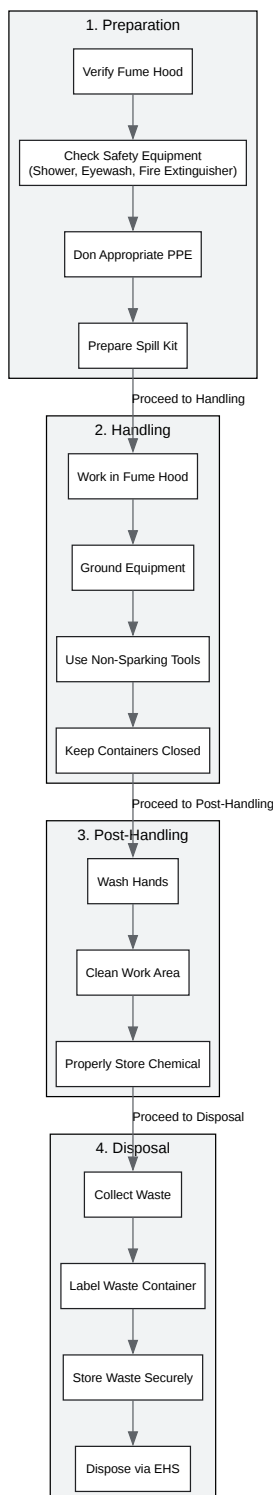 1. Preparation
Verify Fume Hood
Check Safety Equipment
(Shower, Eyewash, Fire Extinguisher)
Don Appropriate PPE
Prepare Spill Kit
Proceed to Handling
2. Handling
Work in Fume Hood
Ground Equipment
Use Non-Sparking Tools
Keep Containers Closed
Proceed to Post-Handling
3. Post-Handling
Wash Hands
Clean Work Area
Properly Store Chemical
Proceed to Disposal
4. Disposal
Collect Waste
Label Waste Container
Store Waste Securely
Dispose via EHS